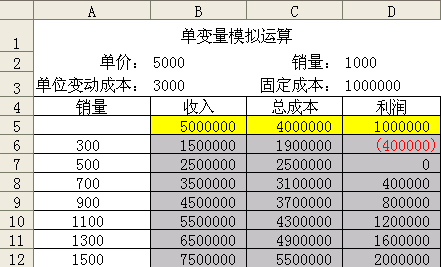 A B C D
1 单变量模拟运算
2 单价: 5000 销量: 1000
3 单位变动成本: 3000 固定成本: 1000000
4 销量 收入 总成本 利润
5 5000000 4000000 1000000
6 300 1500000 1900000 (400000)
7 500 2500000 2500000 0
8 700 3500000 3100000 400000
9 900 4500000 3700000 800000
10 1100 5500000 4300000 1200000
11 1300 6500000 4900000 1600000
12 1500 7500000 5500000 2000000